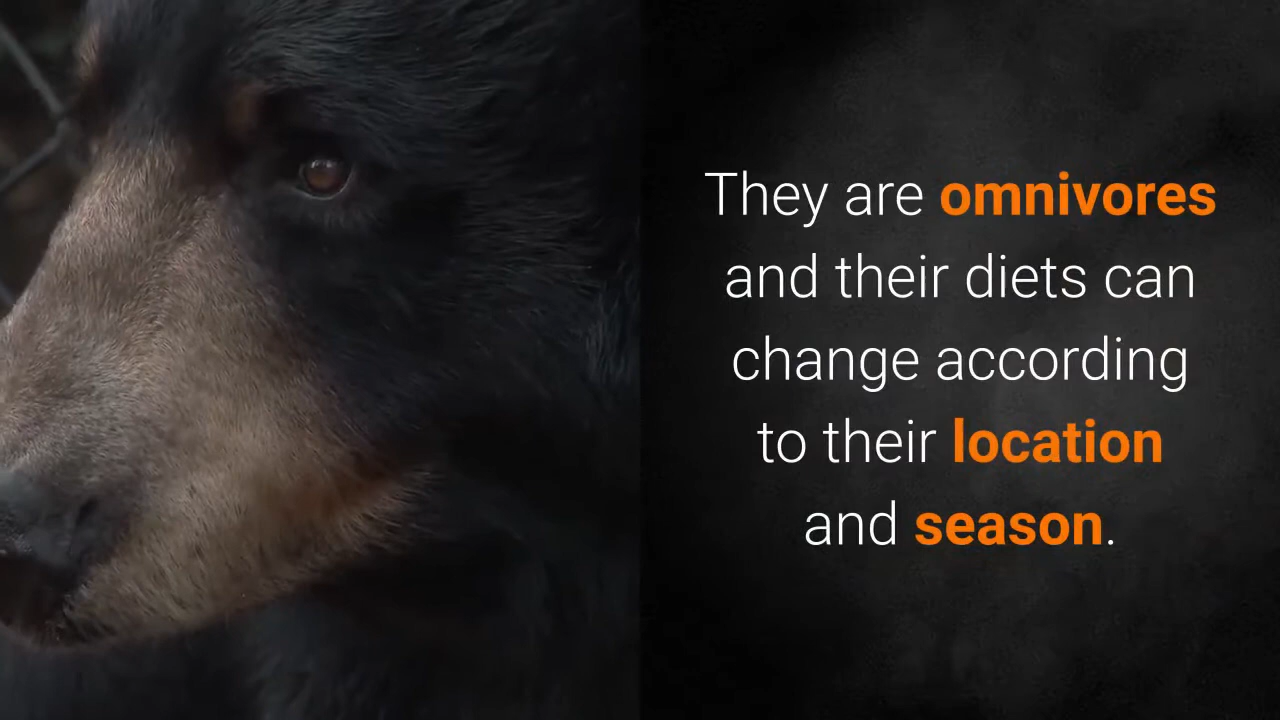 They are omnivores
and their diets can
change according
to their location
and season.